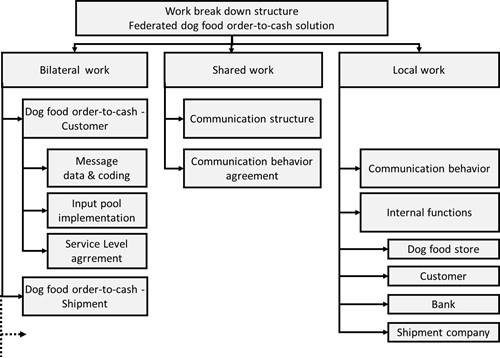 Work break down structure
Federated dog food order-to-cash solution
Bilateral work
Shared work
Local work
Dog food order-to-cash -
Customer
Message
data & coding
Input pool
implementation
Service Level
agrrement
Dog food order-to-cash -
Shipment
Communication structure
Communication behavior
agreement
Communication behavior
Internal functions
Dog food store
Customer
Bank
Shipment company